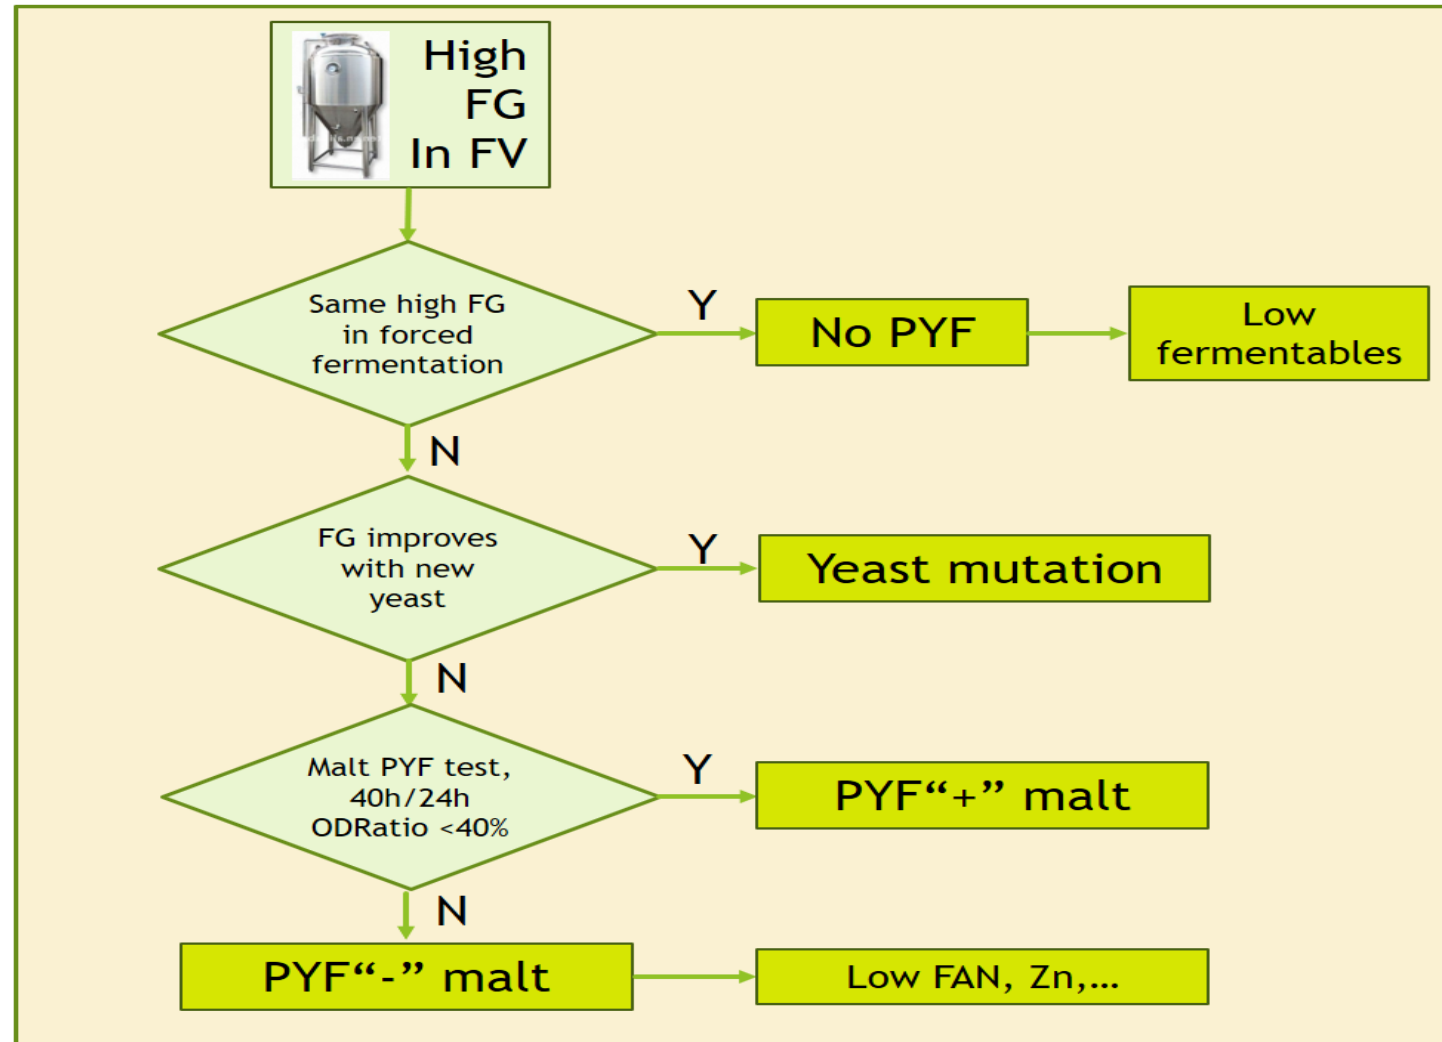 High
FG
In FV
Same high FG
in forced
fermentation
Y
No PYF
Low
fermentables
N
FG improves
with new
yeast
Y
Yeast mutation
N
Malt PYF test,
40h/24h
ODRatio <40%
Y
PYF“+” malt
N
PYF“-” malt
Low FAN, Zn,...